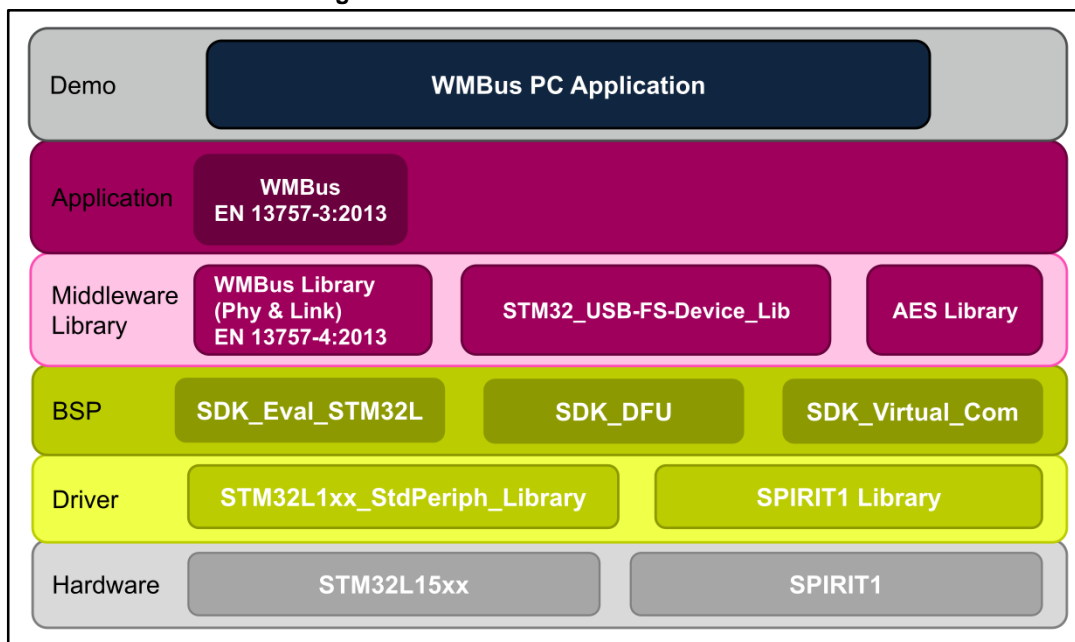 Demo
WMBus PC Application
Application
WMBus
EN 13757-3:2013
Middleware
Library
WMBus Library
(Phy & Link)
EN 13757-4:2013
STM32_USB-FS-Device_Lib
AES Library
BSP
SDK_Eval_STM32L
SDK_DFU
SDK_Virtual_Com
Driver
STM32L1xx_StdPeriph_Library
SPIRIT1 Library
Hardware
STM32L15xx
SPIRIT1